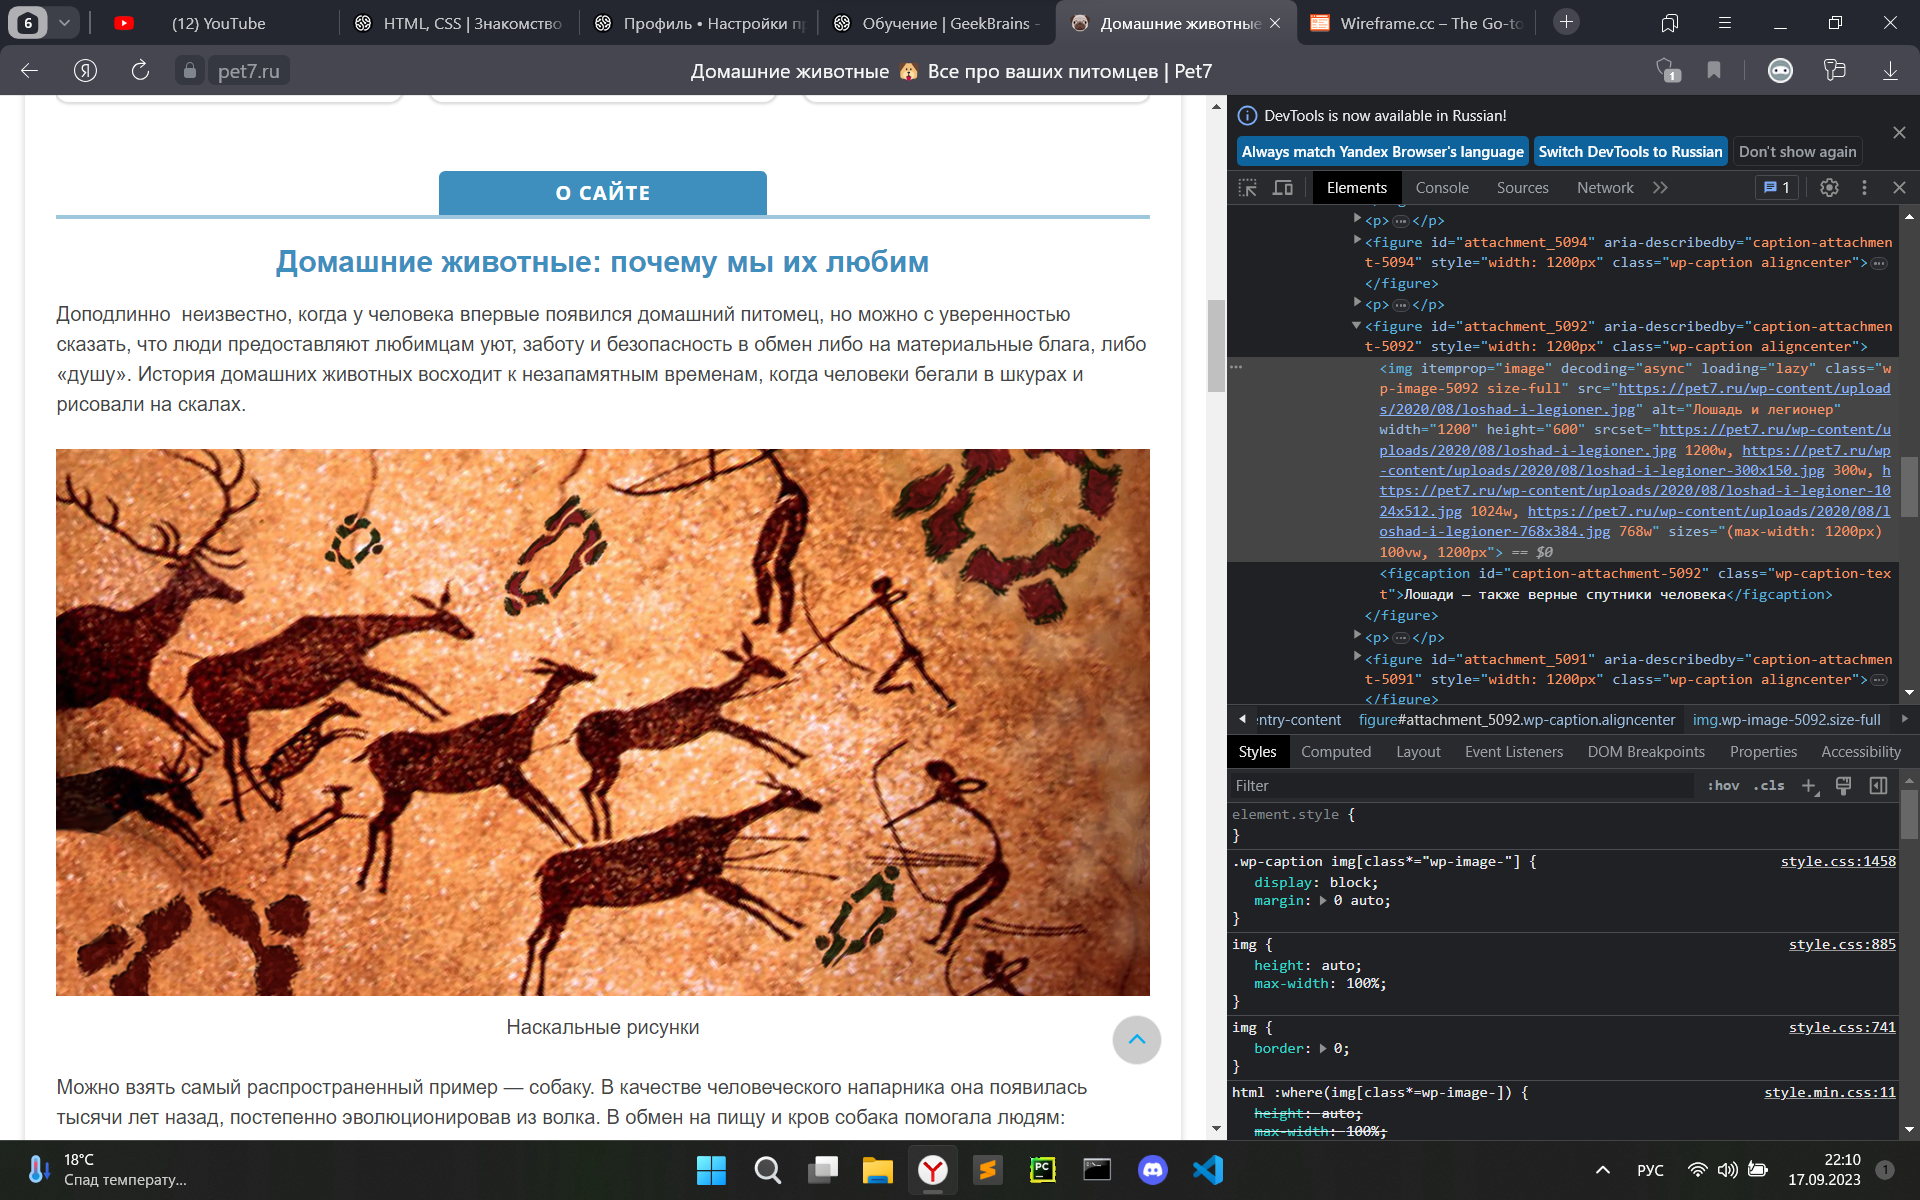 6
(12) YouTube
HTML, CSS | Знакомство
Профиль • Настройки п
Обучение | GeekBrains -
Домашние животные
Wireframe.cc – The Go-to
pet7.ru
Домашние животные Все про ваших питомцев | Pet7
1
О САЙТЕ
Домашние животные: почему мы их любим
Доподлинно неизвестно, когда у человека впервые появился домашний питомец, но можно с уверенностью
сказать, что люди предоставляют любимцам уют, заботу и безопасность в обмен либо на материальные блага, либо
«душу». История домашних животных восходит к незапамятным временам, когда человеки бегали в шкурах и
рисовали на скалах.
Наскальные рисунки
Можно взять самый распространенный пример — собаку. В качестве человеческого напарника она появилась
тысячи лет назад, постепенно эволюционировав из волка. В обмен на пищу и кров собака помогала людям:
DevTools is now available in Russian!
Always match Yandex Browser's language
Switch DevTools to Russian
Don't show again
Elements
Console
Sources
Network
1
<p> … </p>
<figure id="attachment_5094" aria-describedby="caption-attachmen
t-5094" style="width: 1200px" class="wp-caption aligncenter"> …
</figure>
<p> … </p>
<figure id="attachment_5092" aria-describedby="caption-attachmen
t-5092" style="width: 1200px" class="wp-caption aligncenter">
<img itemprop="image" decoding="async" loading="lazy" class="w
p-image-5092 size-full" src="https://pet7.ru/wp-content/upload
s/2020/08/loshad-i-legioner.jpg" alt="Лошадь и легионер"
width="1200" height="600" srcset="https://pet7.ru/wp-content/u
ploads/2020/08/loshad-i-legioner.jpg 1200w, https://pet7.ru/wp
-content/uploads/2020/08/loshad-i-legioner-300x150.jpg 300w, h
ttps://pet7.ru/wp-content/uploads/2020/08/loshad-i-legioner-10
24x512.jpg 1024w, https://pet7.ru/wp-content/uploads/2020/08/l
oshad-i-legioner-768x384.jpg 768w" sizes="(max-width: 1200px)
100vw, 1200px"> == $0
<figcaption id="caption-attachment-5092" class="wp-caption-tex
t">Лошади — также верные спутники человека</figcaption>
</figure>
<p> … </p>
<figure id="attachment_5091" aria-describedby="caption-attachmen
t-5091" style="width: 1200px" class="wp-caption aligncenter"> …
</figure>
entry-content
figure#attachment_5092.wp-caption.aligncenter
img.wp-image-5092.size-full
Styles
Computed
Layout
Event Listeners
DOM Breakpoints
Properties
Accessibility
Filter
:hov
.cls
element.style {
}
.wp-caption img[class*="wp-image-"] {
style.css:1458
display: block;
margin: 0 auto;
}
img {
style.css:885
height: auto;
max-width: 100%;
}
img {
style.css:741
border: 0;
}
html :where(img[class*=wp-image-]) {
style.min.css:11
height: auto;
max-width: 100%;
18°C
Спад температу...
РУС
22:10
17.09.2023
1